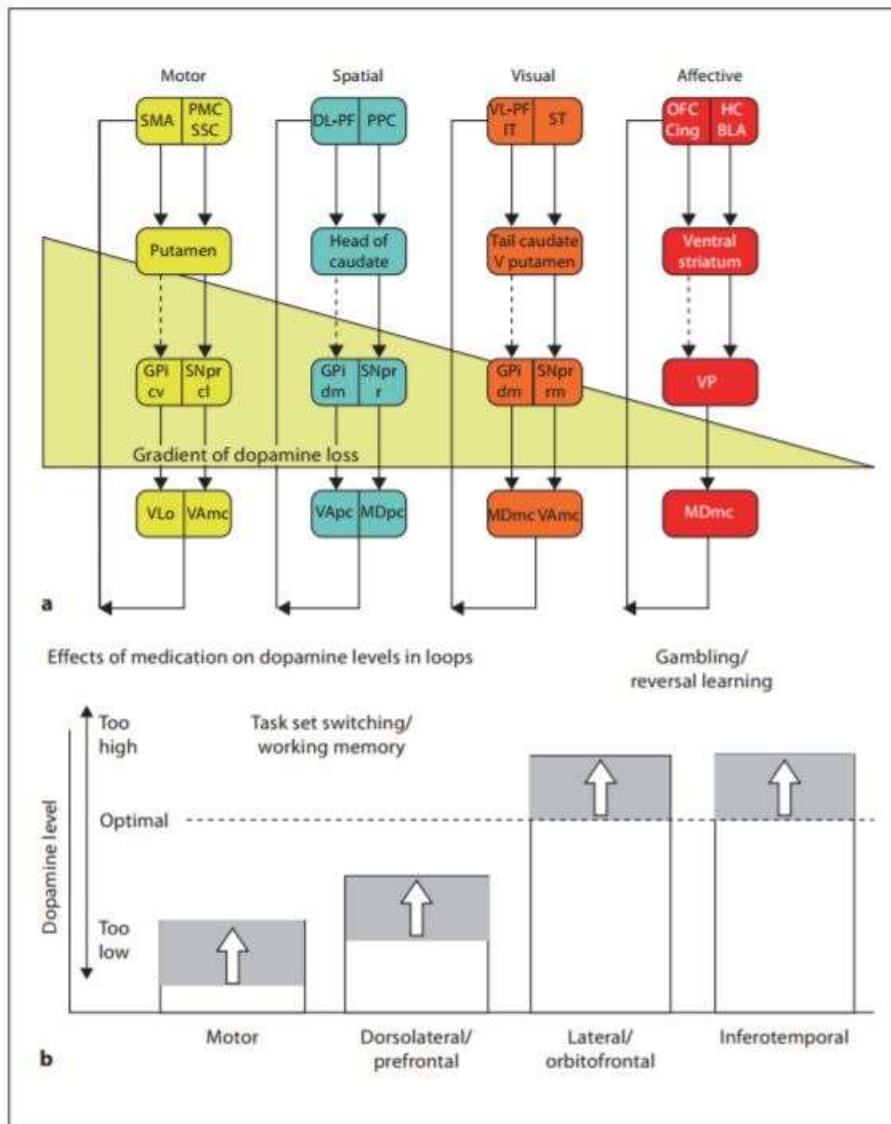 Motor
Spatial
Visual
Affective
SMA
PMC
SSC
DL-PF
PPC
VL-PF
IT
ST
OFC
Cing
HC
BLA
Putamen
Head of
caudate
Tail caudate
V putamen
Ventral
striatum
GPi
cv
SNpr
cl
GPi
dm
SNpr
r
GPi
dm
SNpr
rm
VP
Gradient of dopamine loss
VLo
VAmc
VApc
MDpc
MDmc
VAmc
MDmc
a
Effects of medication on dopamine levels in loops
Gambling/
reversal learning
Task set switching/
working memory
Dopamine level
Too
high
Optimal
Too
low
Motor
Dorsolateral/
prefrontal
Lateral/
orbitofrontal
Inferotemporal
b